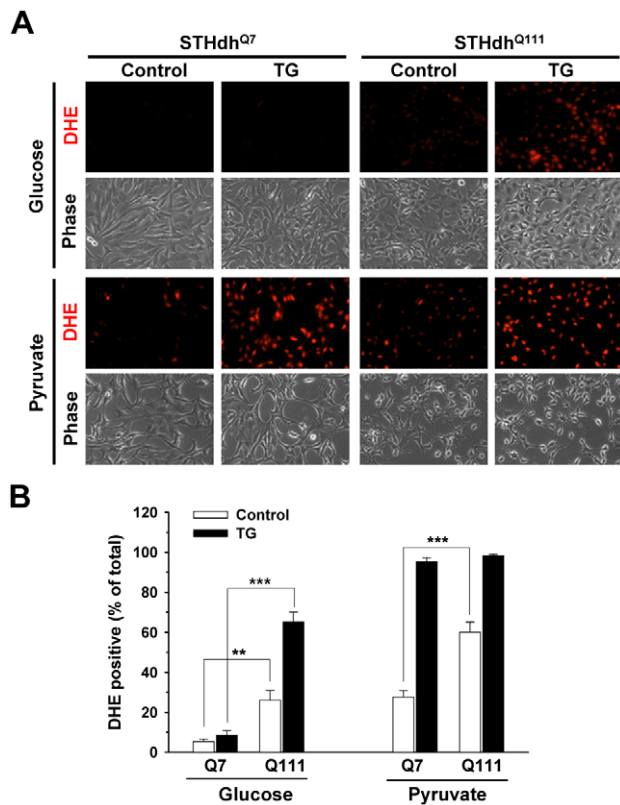 A
STHdhQ7 STHdhQ111
Control TG Control TG
Glucose
DHE
Phase
Pyruvate
DHE
Phase
B
DHE positive (% of total)
120
100
80
60
40
20
0
Control
TG
** *** ***
Q7 Q111 Q7 Q111
Glucose Pyruvate